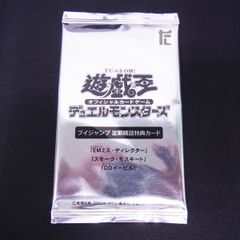 YU-GI-OH!
遊戯王
オフィシャルカードゲーム
デュエルモンスターズ
ブイジャンプ 定期購読特典カード
「EMミス・ディレクター」
「スモーク・モスキート」
「DDイービル」